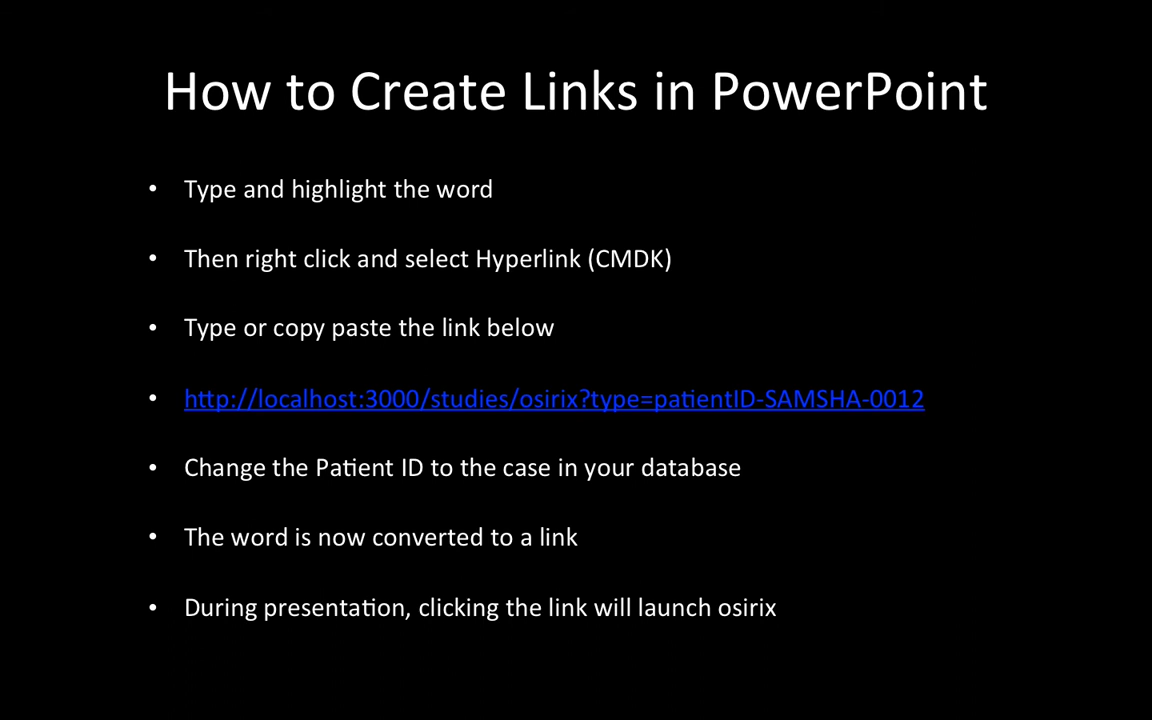 How to Create Links in PowerPoint
• Type and highlight the word
• Then right click and select Hyperlink (CMDK)
• Type or copy paste the link below
• http://localhost:3000/studies/osirix?type=patientID-SAMSHA-0012
• Change the Patient ID to the case in your database
• The word is now converted to a link
• During presentation, clicking the link will launch osirix